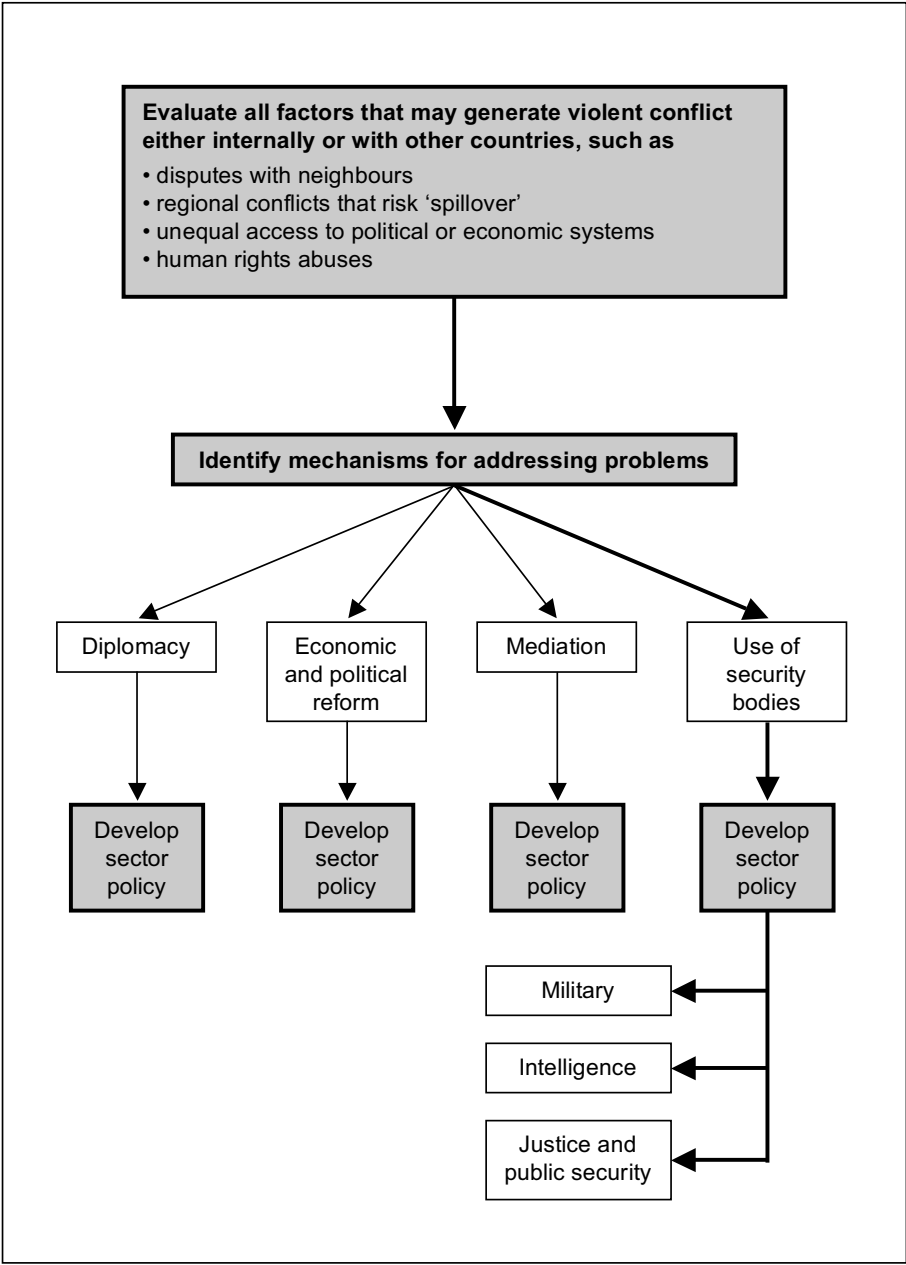 Evaluate all factors that may generate violent conflict
either internally or with other countries, such as
• disputes with neighbours
• regional conflicts that risk ‘spillover’
• unequal access to political or economic systems
• human rights abuses
Identify mechanisms for addressing problems
Diplomacy
Economic
and political
reform
Mediation
Use of
security
bodies
Develop
sector
policy
Develop
sector
policy
Develop
sector
policy
Develop
sector
policy
Military
Intelligence
Justice and
public security